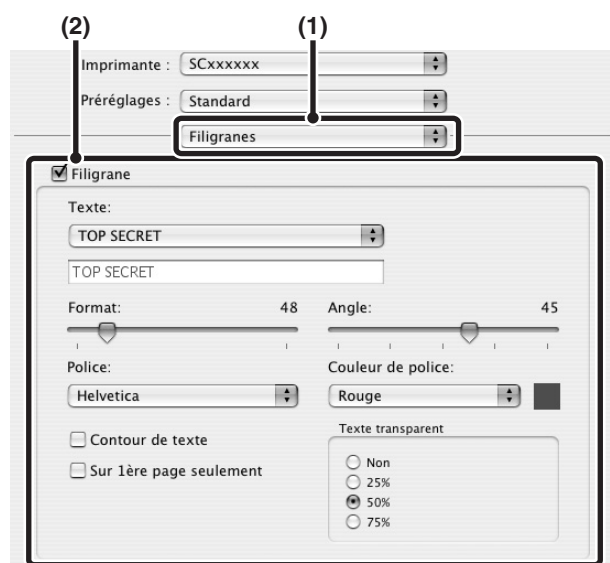 (2) (1)
Imprimante : SCxxxxxx
Préréglages : Standard
Filigranes
Filigrane
Texte:
TOP SECRET
TOP SECRET
Format: 48 Angle: 45
Police: Couleur de police:
Helvetica Rouge
Contour de texte Texte transparent
Sur 1ère page seulement Non
25%
50%
75%